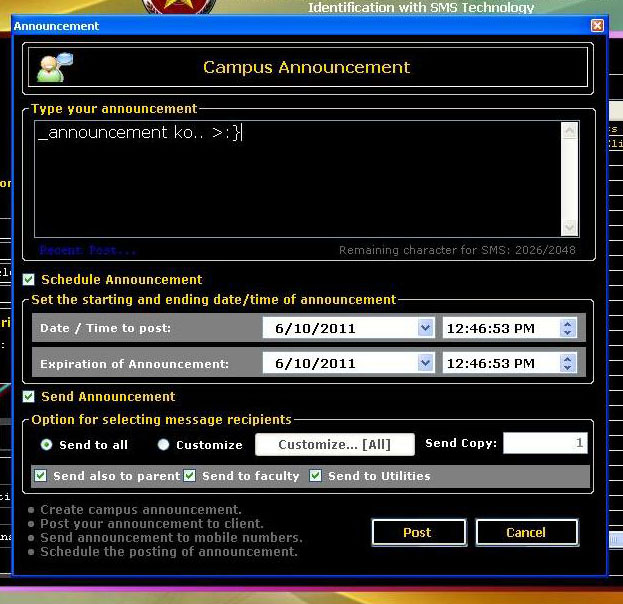 Identification with SMS Technology
Announcement
Campus Announcement
Type your announcement
_announcement ko.. >:}
Recent Post...
Remaining character for SMS: 2026/2048
Schedule Announcement
Set the starting and ending date/time of announcement
Date / Time to post: 6/10/2011 12:46:53 PM
Expiration of Announcement: 6/10/2011 12:46:53 PM
Send Announcement
Option for selecting message recipients
Send to all Customize Customize... [All] Send Copy: 1
Send also to parent Send to faculty Send to Utilities
• Create campus announcement.
• Post your announcement to client.
• Send announcement to mobile numbers.
• Schedule the posting of announcement.
Post Cancel